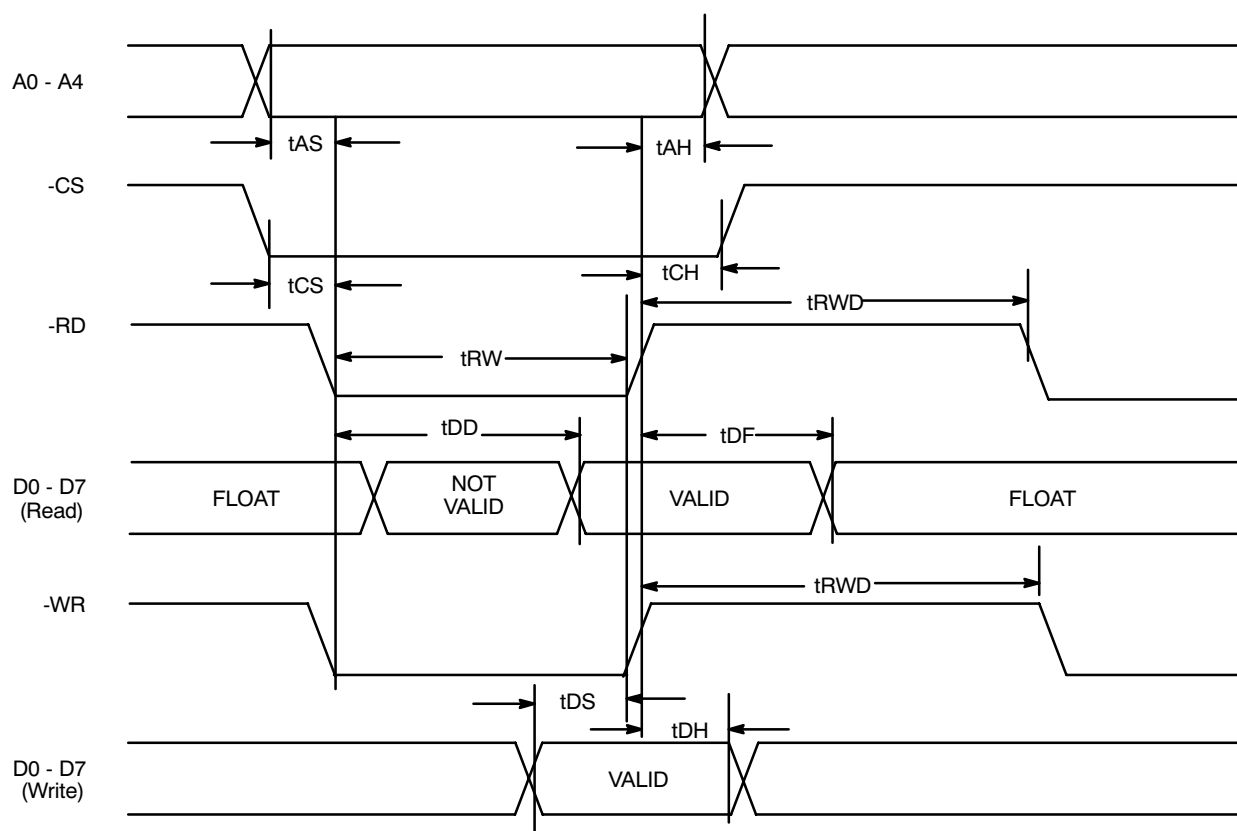 A0 - A4
tAS
tAH
-CS
tCS
tCH
tRWD
-RD
tRW
tDD
tDF
D0 - D7
(Read)
FLOAT
NOT
VALID
VALID
FLOAT
tRWD
-WR
tDS
tDH
D0 - D7
(Write)
VALID